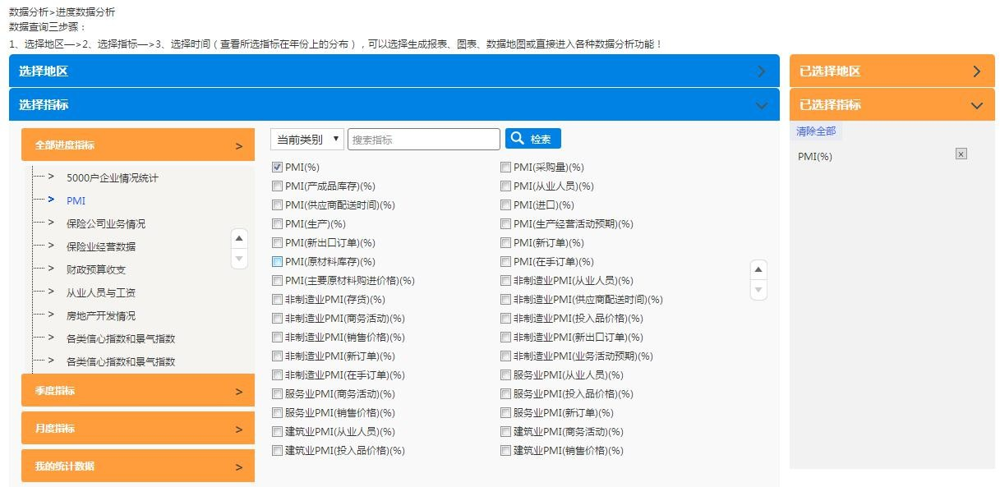 数据分析>进度数据分析
数据查询三步骤：
1、选择地区—>2、选择指标—>3、选择时间（查看所选指标在年份上的分布），可以选择生成报表、图表、数据地图或直接进入各种数据分析功能！
选择地区
已选择地区
选择指标
已选择指标
全部进度指标 >
当前类别 搜索指标 检索
清除全部
5000户企业情况统计
PMI
保险公司业务情况
保险业经营数据
财政预算收支
从业人员与工资
房地产开发情况
各类信心指数和景气指数
各类信心指数和景气指数
季度指标 >
月度指标 >
我的统计数据 >
PMI(%) PMI(采购量)(%)
PMI(产成品库存)(%) PMI(从业人员)(%)
PMI(供应商配送时间)(%) PMI(进口)(%)
PMI(生产)(%) PMI(生产经营活动预期)(%)
PMI(新出口订单)(%) PMI(新订单)(%)
PMI(原材料库存)(%) PMI(在手订单)(%)
PMI(主要原材料购进价格)(%) 非制造业PMI(从业人员)(%)
非制造业PMI(存货)(%) 非制造业PMI(供应商配送时间)(%)
非制造业PMI(商务活动)(%) 非制造业PMI(投入品价格)(%)
非制造业PMI(销售价格)(%) 非制造业PMI(新出口订单)(%)
非制造业PMI(新订单)(%) 非制造业PMI(业务活动预期)(%)
非制造业PMI(在手订单)(%) 服务业PMI(从业人员)(%)
服务业PMI(商务活动)(%) 服务业PMI(投入品价格)(%)
服务业PMI(销售价格)(%) 服务业PMI(新订单)(%)
建筑业PMI(从业人员)(%) 建筑业PMI(商务活动)(%)
建筑业PMI(投入品价格)(%) 建筑业PMI(销售价格)(%)
PMI(%) x